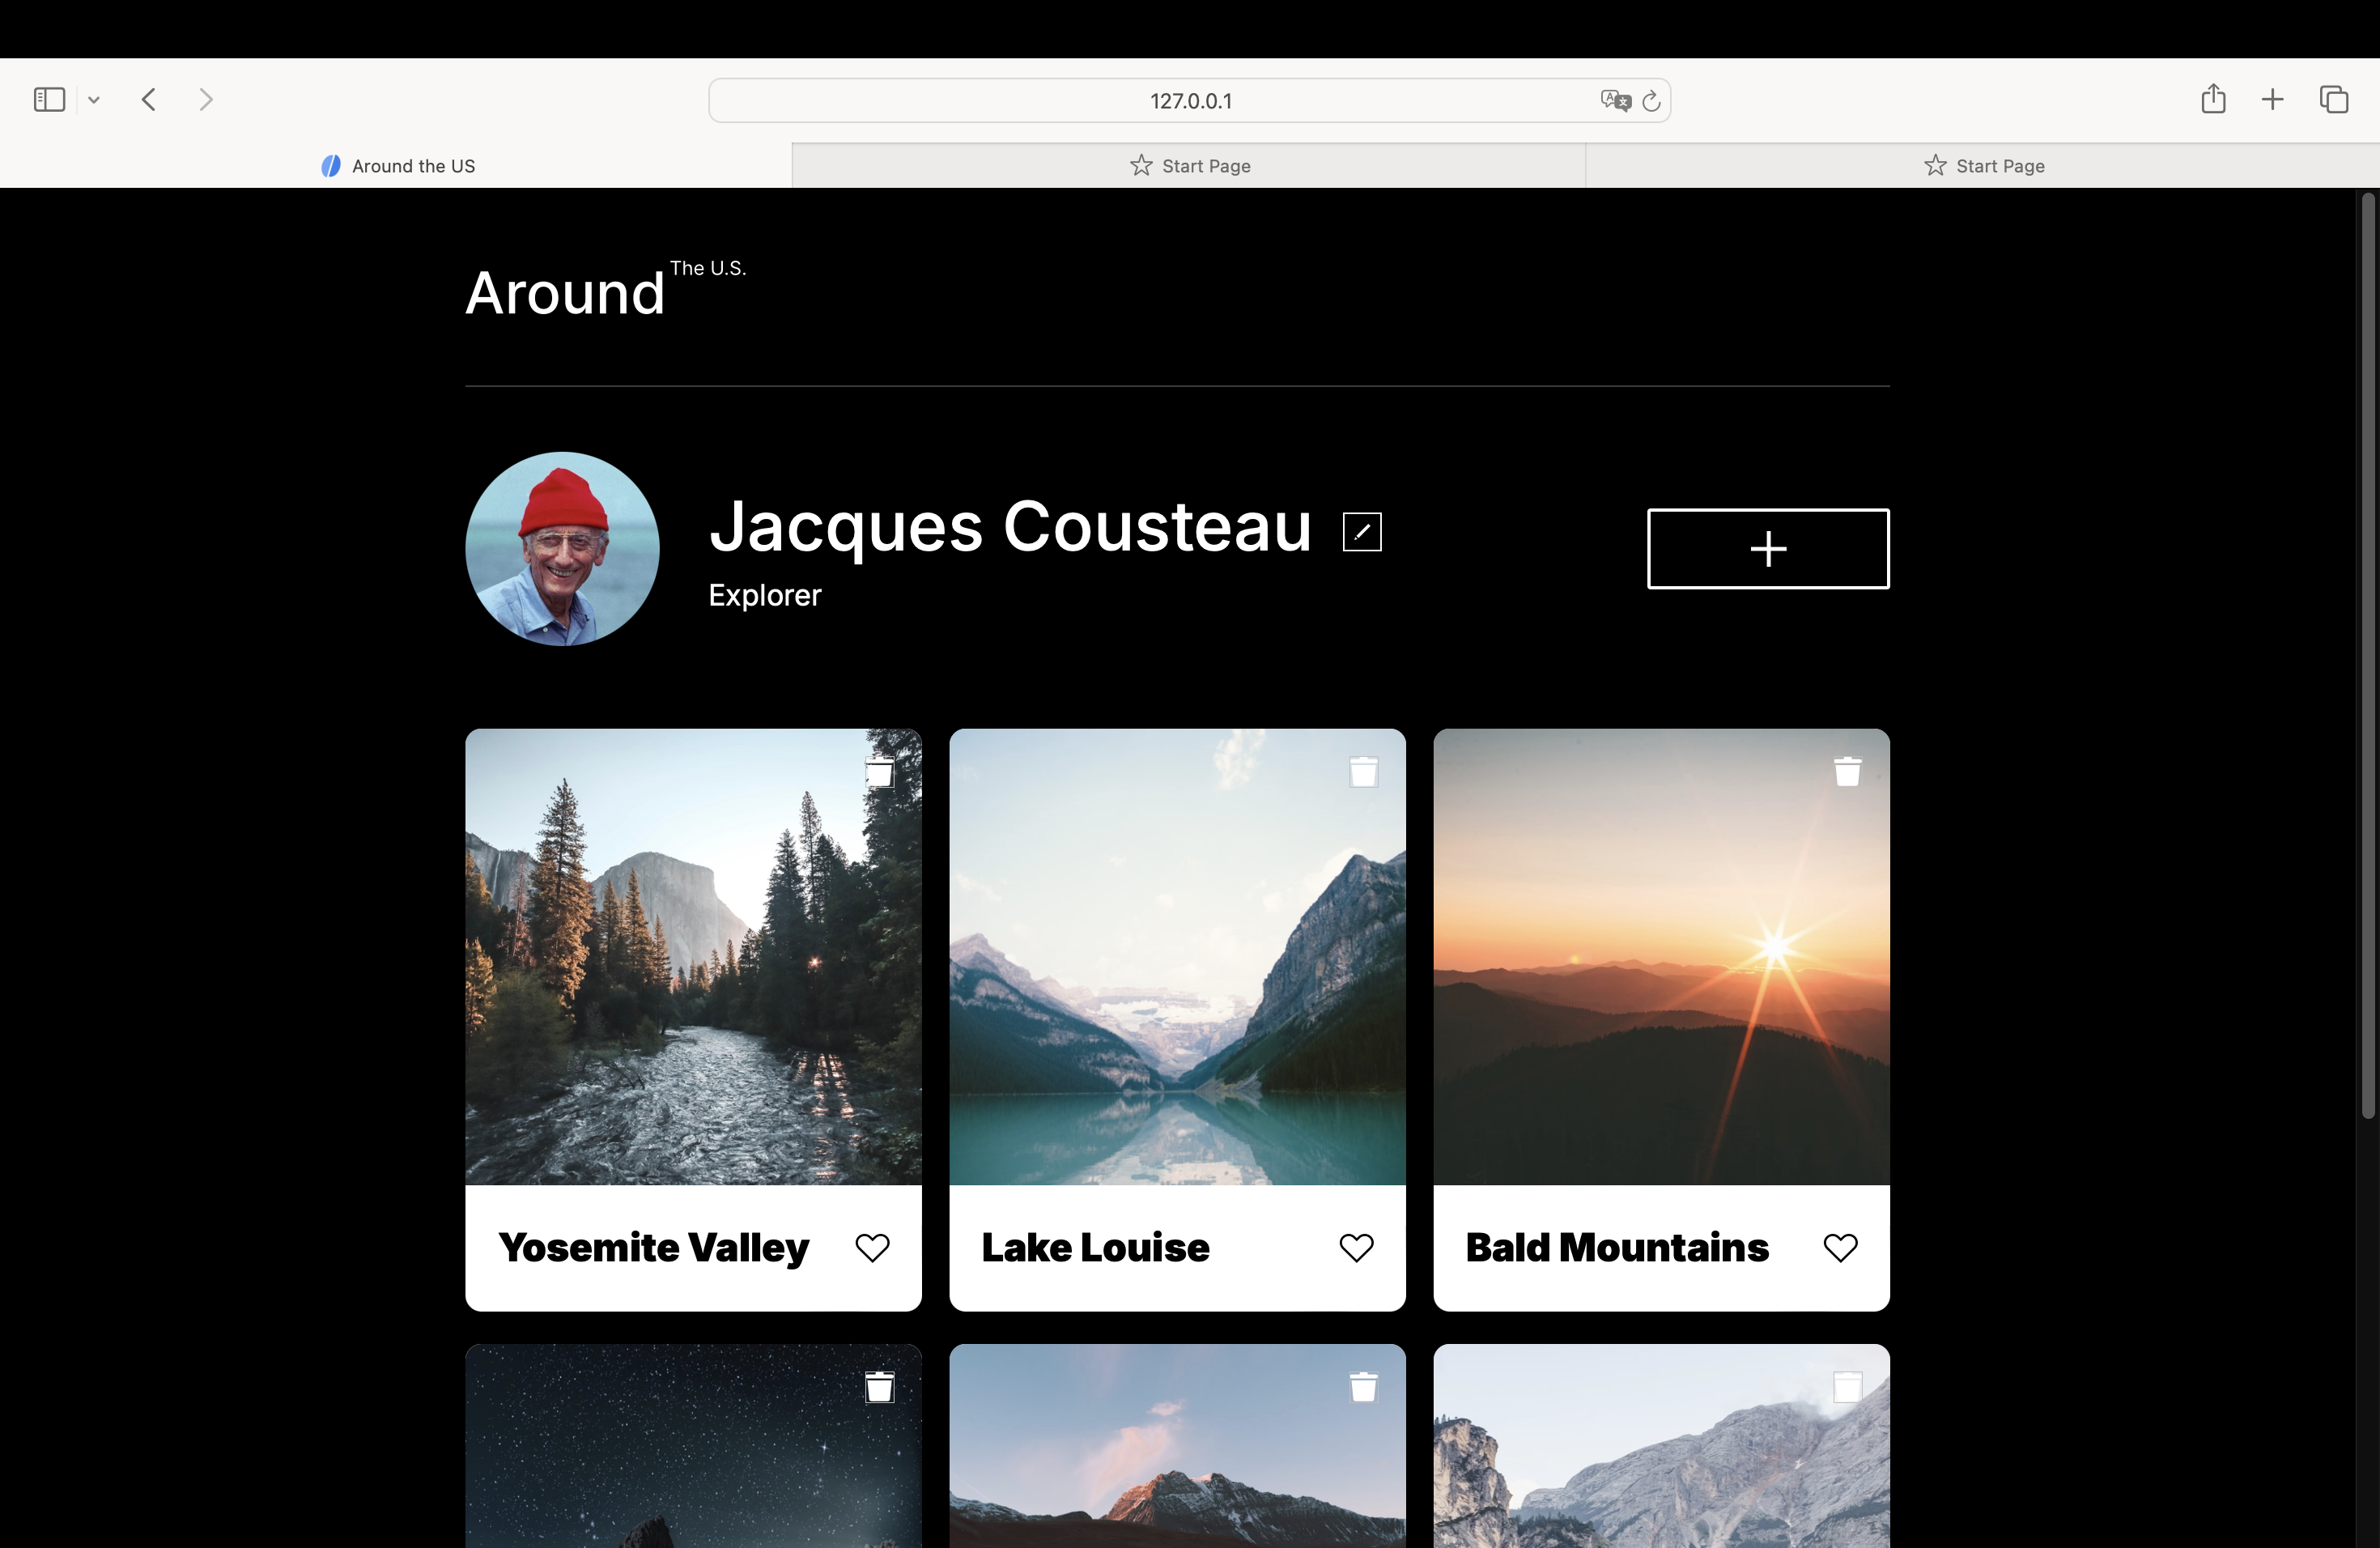 127.0.0.1
Around the US
Start Page
Start Page
Around The U.S.
Jacques Cousteau
Explorer
Yosemite Valley
Lake Louise
Bald Mountains